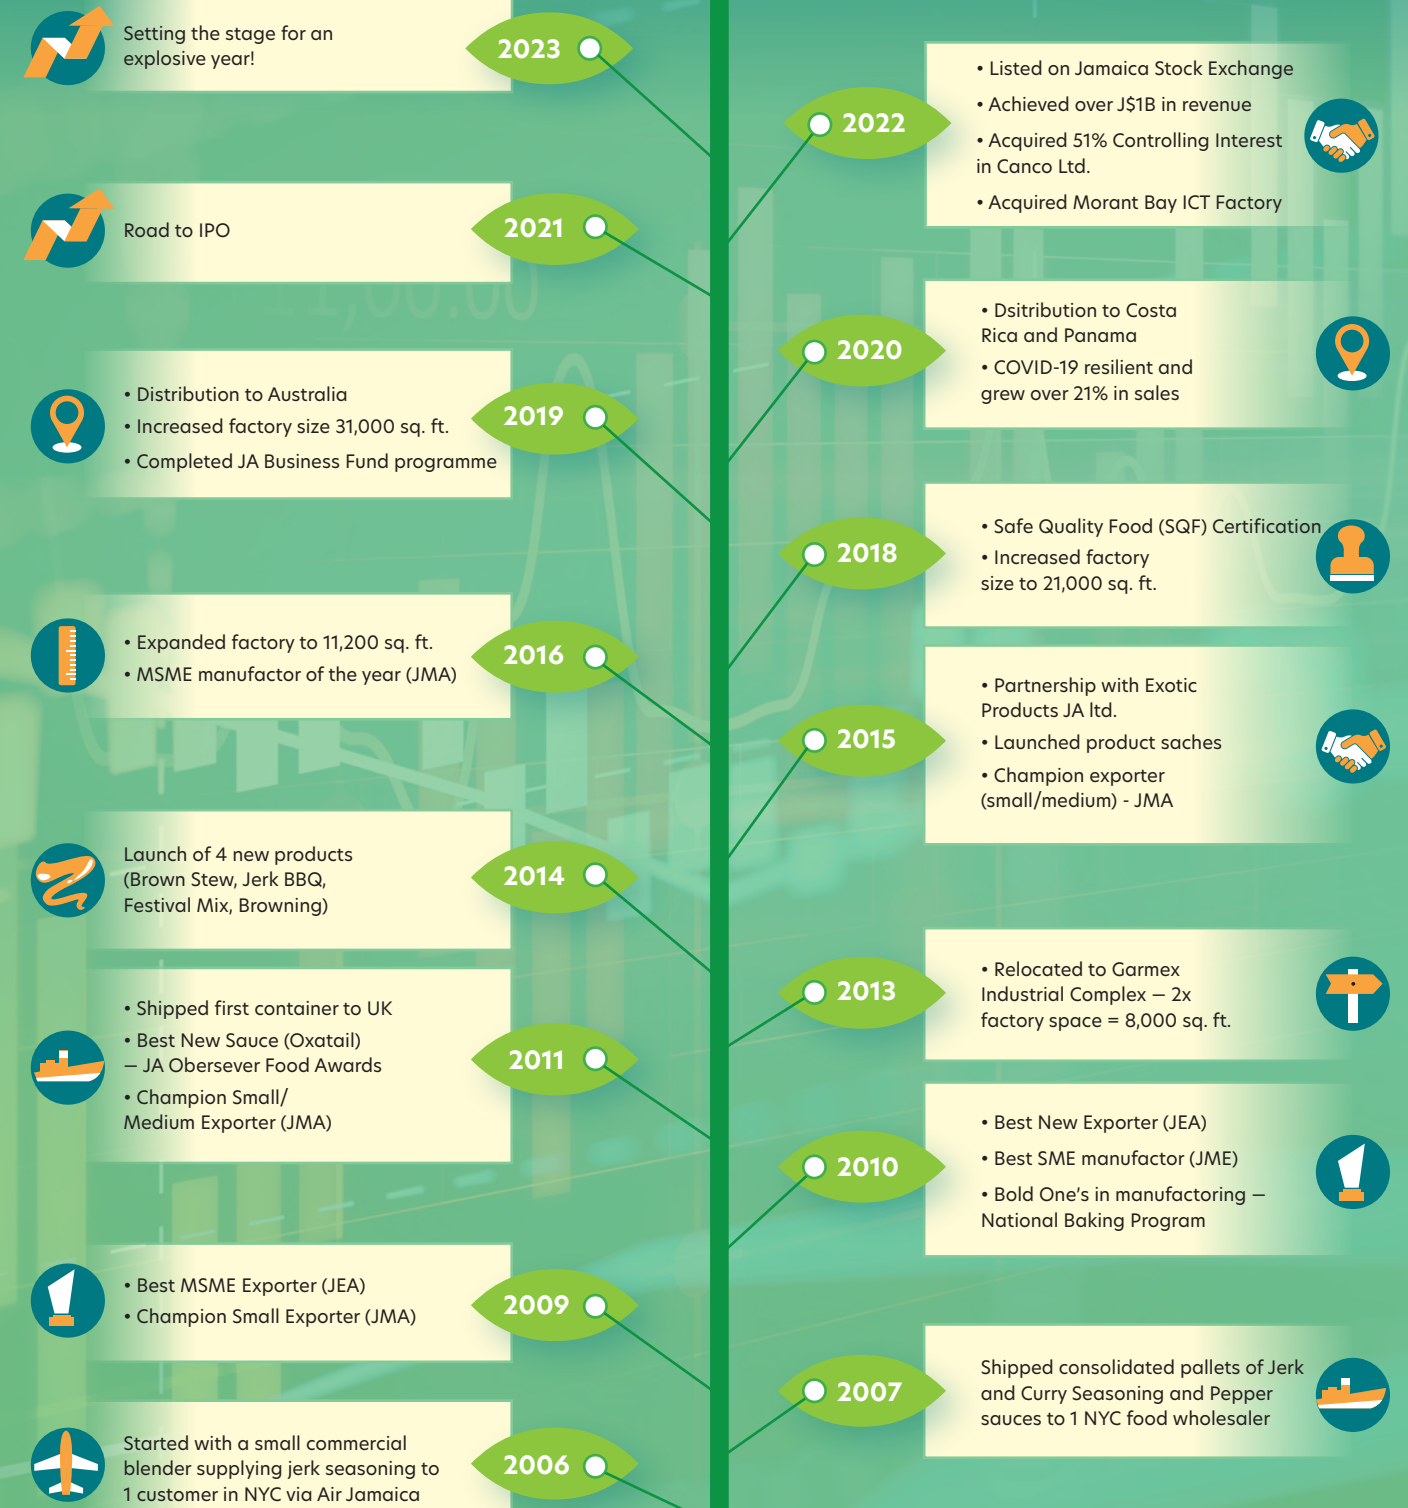 Setting the stage for an
explosive year!
2023
2022
• Listed on Jamaica Stock Exchange
• Achieved over J$1B in revenue
• Acquired 51% Controlling Interest
in Canco Ltd.
• Acquired Morant Bay ICT Factory
Road to IPO
2021
11,00.00
2020
• Dsitribution to Costa
Rica and Panama
• COVID-19 resilient and
grew over 21% in sales
• Distribution to Australia
• Increased factory size 31,000 sq. ft.
• Completed JA Business Fund programme
2019
2018
• Safe Quality Food (SQF) Certification
• Increased factory
size to 21,000 sq. ft.
• Expanded factory to 11,200 sq. ft.
• MSME manufactor of the year (JMA)
2016
2015
• Partnership with Exotic
Products JA ltd.
• Launched product saches
• Champion exporter
(small/medium) - JMA
Launch of 4 new products
(Brown Stew, Jerk BBQ,
Festival Mix, Browning)
2014
2013
• Relocated to Garmex
Industrial Complex – 2x
factory space = 8,000 sq. ft.
• Shipped first container to UK
• Best New Sauce (Oxatail)
– JA Obersever Food Awards
• Champion Small/
Medium Exporter (JMA)
2011
2010
• Best New Exporter (JEA)
• Best SME manufactor (JME)
• Bold One's in manufactoring –
National Baking Program
• Best MSME Exporter (JEA)
• Champion Small Exporter (JMA)
2009
2007
Shipped consolidated pallets of Jerk
and Curry Seasoning and Pepper
sauces to 1 NYC food wholesaler
Started with a small commercial
blender supplying jerk seasoning to
1 customer in NYC via Air Jamaica
2006